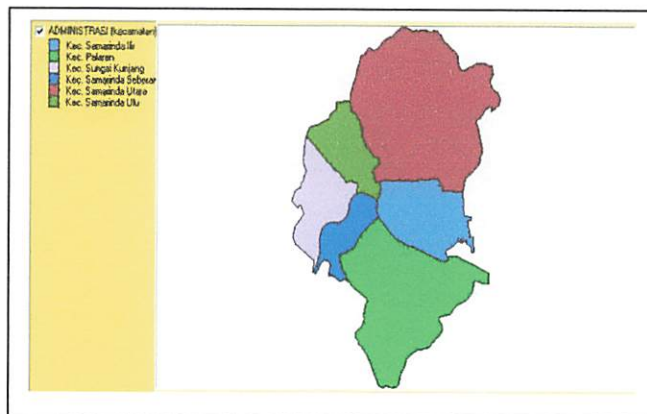 ADMINISTRASI (kecamatan)
Kec. Samarinda Ilir
Kec. Palaran
Kec. Sungai Kunjang
Kec. Samarinda Seberang
Kec. Samarinda Utara
Kec. Samarinda Ulu